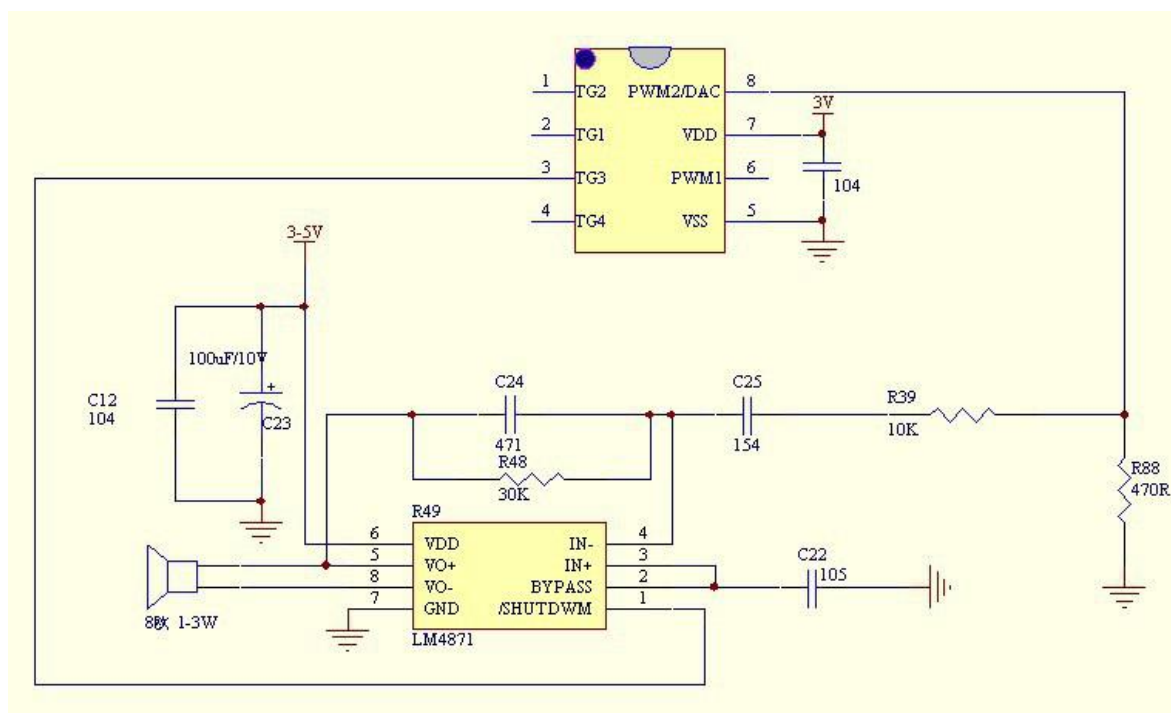 1 TG2 PWM2/DAC 8
3V
2 TG1 VDD 7
3 TG3 PWM1 6
104
4 TG4 VSS 5
3-5V
100uF/10V
C12
104
C23
C24
471
R48
30K
C25
154
R39
10K
R88
470R
R49
6 VDD IN- 4
5 VO+ IN+ 3
8 VO- BYPASS 2
7 GND /SHUTDWM 1
LM4871
C22
105
8欧 1-3W
+